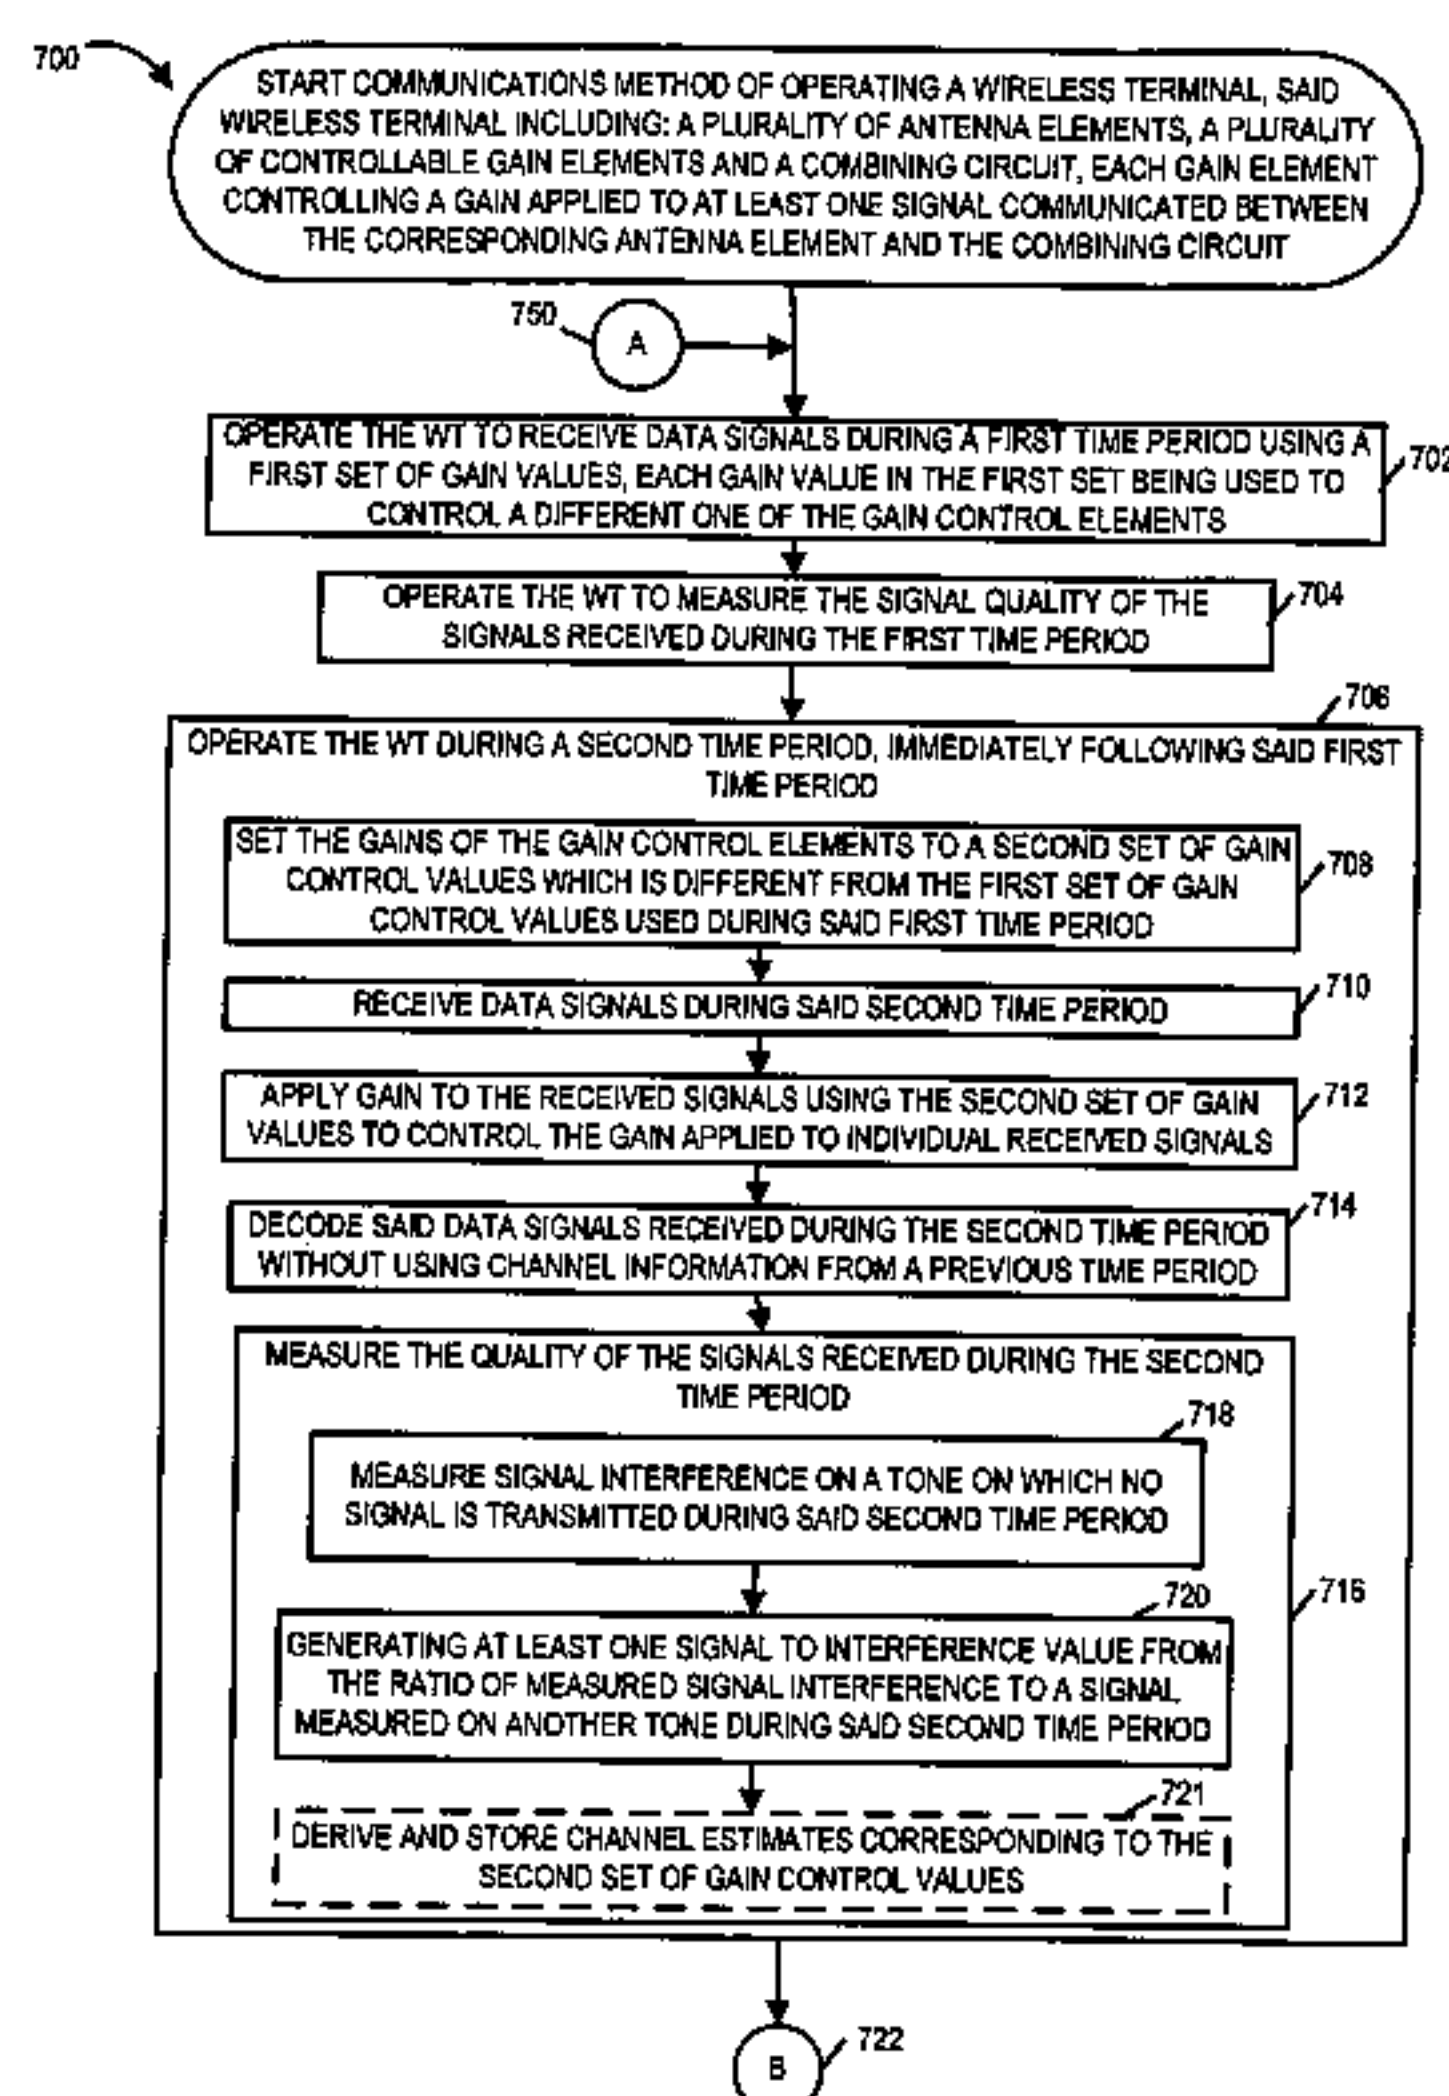 700
START COMMUNICATIONS METHOD OF OPERATING A WIRELESS TERMINAL, SAID
WIRELESS TERMINAL INCLUDING: A PLURALITY OF ANTENNA ELEMENTS, A PLURALITY
OF CONTROLLABLE GAIN ELEMENTS AND A COMBINING CIRCUIT, EACH GAIN ELEMENT
CONTROLLING A GAIN APPLIED TO AT LEAST ONE SIGNAL COMMUNICATED BETWEEN
THE CORRESPONDING ANTENNA ELEMENT AND THE COMBINING CIRCUIT
750
A
OPERATE THE WT TO RECEIVE DATA SIGNALS DURING A FIRST TIME PERIOD USING A
FIRST SET OF GAIN VALUES, EACH GAIN VALUE IN THE FIRST SET BEING USED TO
CONTROL A DIFFERENT ONE OF THE GAIN CONTROL ELEMENTS
702
OPERATE THE WT TO MEASURE THE SIGNAL QUALITY OF THE
SIGNALS RECEIVED DURING THE FIRST TIME PERIOD
704
706
OPERATE THE WT DURING A SECOND TIME PERIOD, IMMEDIATELY FOLLOWING SAID FIRST
TIME PERIOD
SET THE GAINS OF THE GAIN CONTROL ELEMENTS TO A SECOND SET OF GAIN
CONTROL VALUES WHICH IS DIFFERENT FROM THE FIRST SET OF GAIN
CONTROL VALUES USED DURING SAID FIRST TIME PERIOD
708
RECEIVE DATA SIGNALS DURING SAID SECOND TIME PERIOD
710
APPLY GAIN TO THE RECEIVED SIGNALS USING THE SECOND SET OF GAIN
VALUES TO CONTROL THE GAIN APPLIED TO INDIVIDUAL RECEIVED SIGNALS
712
DECODE SAID DATA SIGNALS RECEIVED DURING THE SECOND TIME PERIOD
WITHOUT USING CHANNEL INFORMATION FROM A PREVIOUS TIME PERIOD
714
MEASURE THE QUALITY OF THE SIGNALS RECEIVED DURING THE SECOND
TIME PERIOD
718
MEASURE SIGNAL INTERFERENCE ON A TONE ON WHICH NO
SIGNAL IS TRANSMITTED DURING SAID SECOND TIME PERIOD
716
720
GENERATING AT LEAST ONE SIGNAL TO INTERFERENCE VALUE FROM
THE RATIO OF MEASURED SIGNAL INTERFERENCE TO A SIGNAL
MEASURED ON ANOTHER TONE DURING SAID SECOND TIME PERIOD
721
DERIVE AND STORE CHANNEL ESTIMATES CORRESPONDING TO THE
SECOND SET OF GAIN CONTROL VALUES
B
722